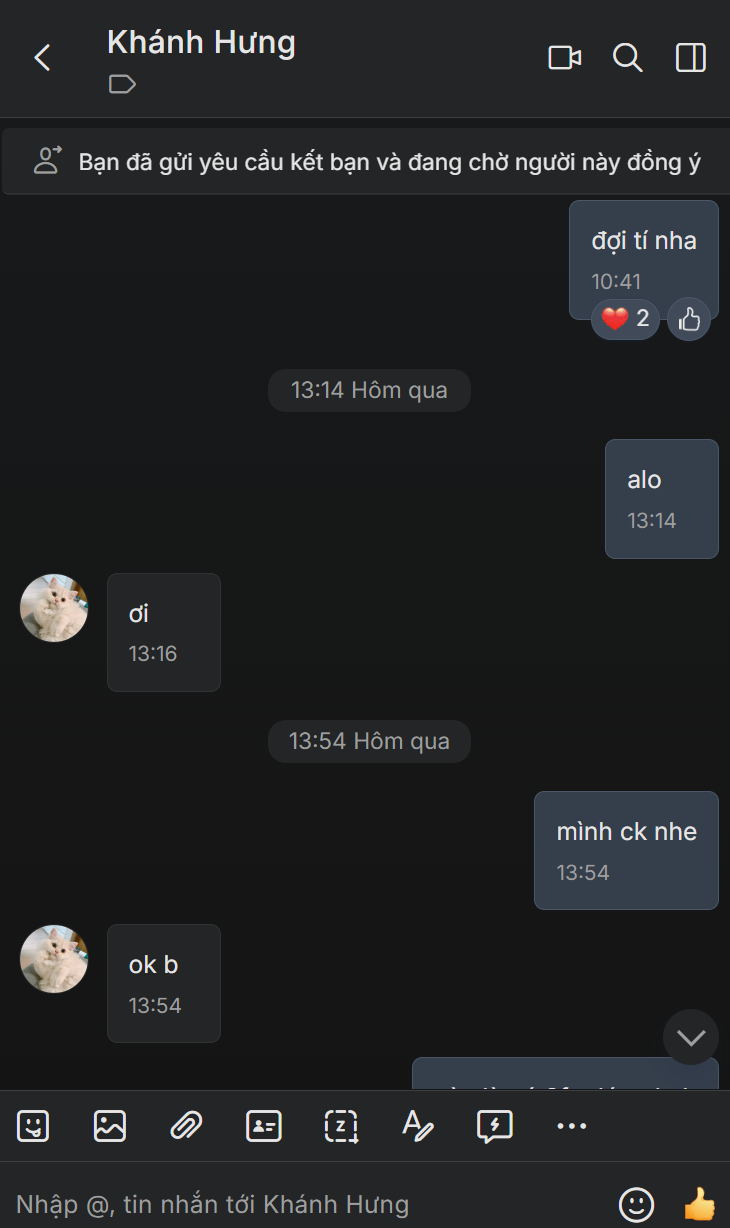 Khánh Hưng
Bạn đã gửi yêu cầu kết bạn và đang chờ người này đồng ý
đợi tí nha
10:41
2
13:14 Hôm qua
alo
13:14
ơi
13:16
13:54 Hôm qua
mình ck nhe
13:54
ok b
13:54
Nhập @, tin nhắn tới Khánh Hưng